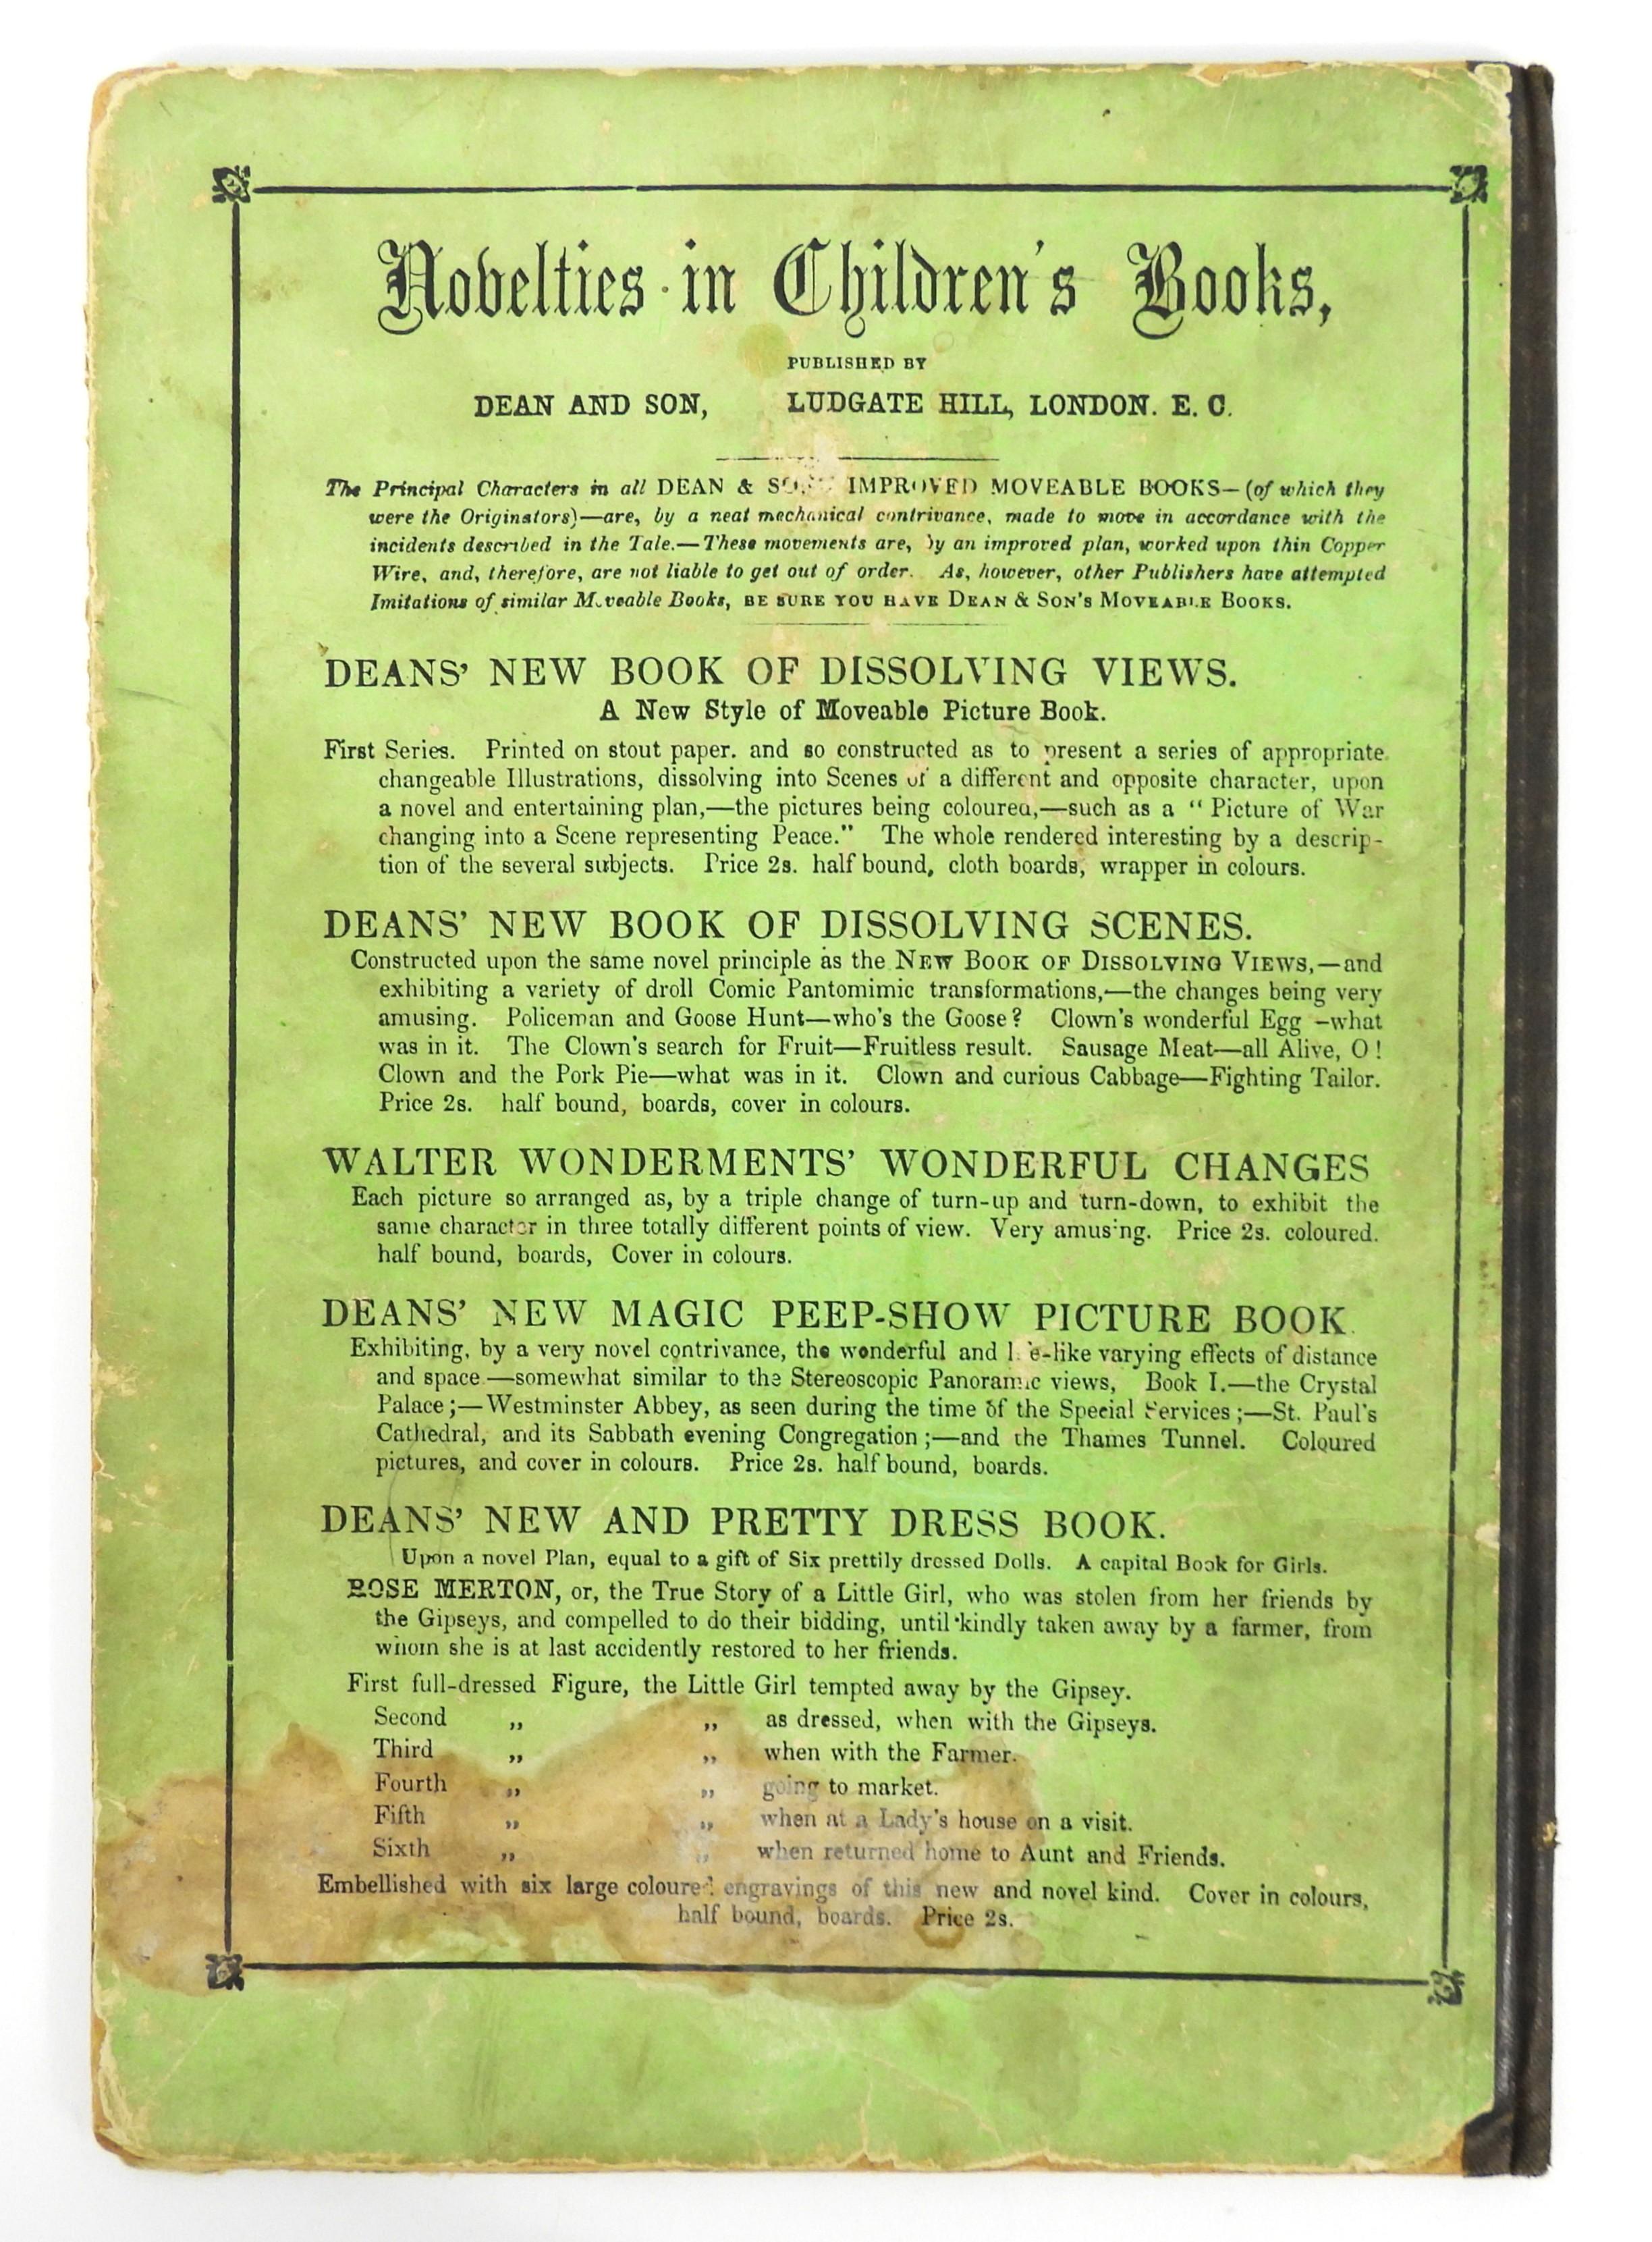 Novelties in Children's Books,
PUBLISHED BY
DEAN AND SON, LUDGATE HILL, LONDON. E. C.
The Principal Characters in all DEAN & IMPROVED MOVEABLE BOOKS—(of which they
were the Originators)—are, by a neat mechanical contrivance, made to move in accordance with the
incidents described in the Tale.—These movements are, by an improved plan, worked upon thin Copper
Wire, and, therefore, are not liable to get out of order. As, however, other Publishers have attempted
Imitations of similar Moveable Books, BE SURE YOU HAVE DEAN & SON'S MOVEABLE BOOKS.
DEANS' NEW BOOK OF DISSOLVING VIEWS.
A New Style of Moveable Picture Book.
First Series. Printed on stout paper. and so constructed as to present a series of appropriate
changeable Illustrations, dissolving into Scenes of a different and opposite character, upon
a novel and entertaining plan,—the pictures being coloured,—such as a "Picture of War
changing into a Scene representing Peace." The whole rendered interesting by a descrip-
tion of the several subjects. Price 2s. half bound, cloth boards, wrapper in colours.
DEANS' NEW BOOK OF DISSOLVING SCENES.
Constructed upon the same novel principle as the NEW BOOK OF DISSOLVING VIEWS,—and
exhibiting a variety of droll Comic Pantomimic transformations,—the changes being very
amusing. Policeman and Goose Hunt—who's the Goose? Clown's wonderful Egg —what
was in it. The Clown's search for Fruit—Fruitless result. Sausage Meat—all Alive, O!
Clown and the Pork Pie—what was in it. Clown and curious Cabbage—Fighting Tailor.
Price 2s. half bound, boards, cover in colours.
WALTER WONDERMENTS' WONDERFUL CHANGES
Each picture so arranged as, by a triple change of turn-up and turn-down, to exhibit the
same character in three totally different points of view. Very amusing. Price 2s. coloured.
half bound, boards, Cover in colours.
DEANS' NEW MAGIC PEEP-SHOW PICTURE BOOK.
Exhibiting, by a very novel contrivance, the wonderful and life-like varying effects of distance
and space—somewhat similar to the Stereoscopic Panoramic views, Book I.—the Crystal
Palace;—Westminster Abbey, as seen during the time of the Special Services;—St. Paul's
Cathedral, and its Sabbath evening Congregation;—and the Thames Tunnel. Coloured
pictures, and cover in colours. Price 2s. half bound, boards.
DEANS' NEW AND PRETTY DRESS BOOK.
Upon a novel Plan, equal to a gift of Six prettily dressed Dolls. A capital Book for Girls.
ROSE MERTON, or, the True Story of a Little Girl, who was stolen from her friends by
the Gipseys, and compelled to do their bidding, until kindly taken away by a farmer, from
whom she is at last accidently restored to her friends.
First full-dressed Figure, the Little Girl tempted away by the Gipsey.
Second „ „ as dressed, when with the Gipseys.
Third „ „ when with the Farmer.
Fourth „ „ going to market.
Fifth „ „ when at a Lady's house on a visit.
Sixth „ „ when returned home to Aunt and Friends.
Embellished with six large coloured engravings of this new and novel kind. Cover in colours,
half bound, boards. Price 2s.